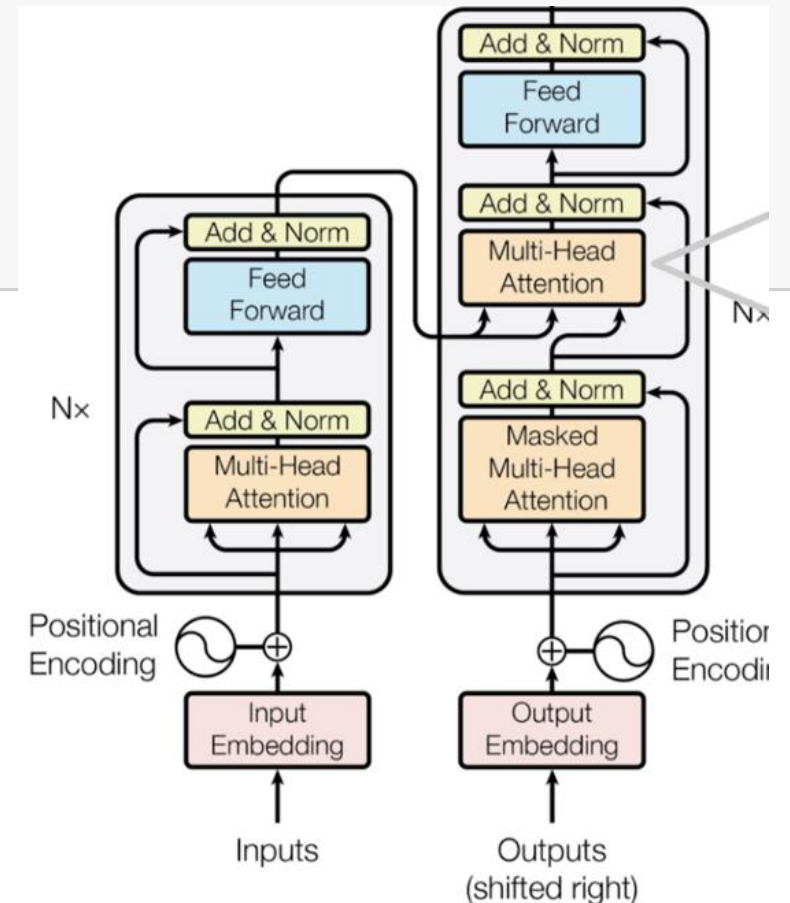 Add & Norm
Feed
Forward
Add & Norm
Multi-Head
Attention
Add & Norm
Masked
Multi-Head
Attention
Nx
Add & Norm
Feed
Forward
Add & Norm
Multi-Head
Attention
N×
Positional
Encoding
Input
Embedding
Inputs
Output
Embedding
Outputs
(shifted right)